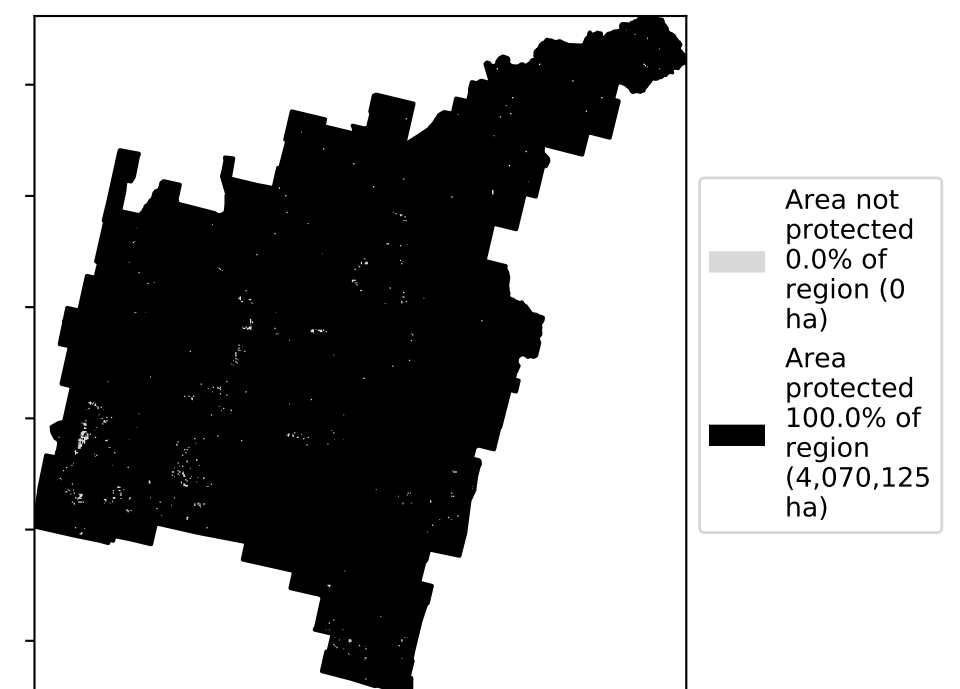 Area not
protected
0.0% of
region (0
ha)
Area
protected
100.0% of
region
(4,070,125
ha)